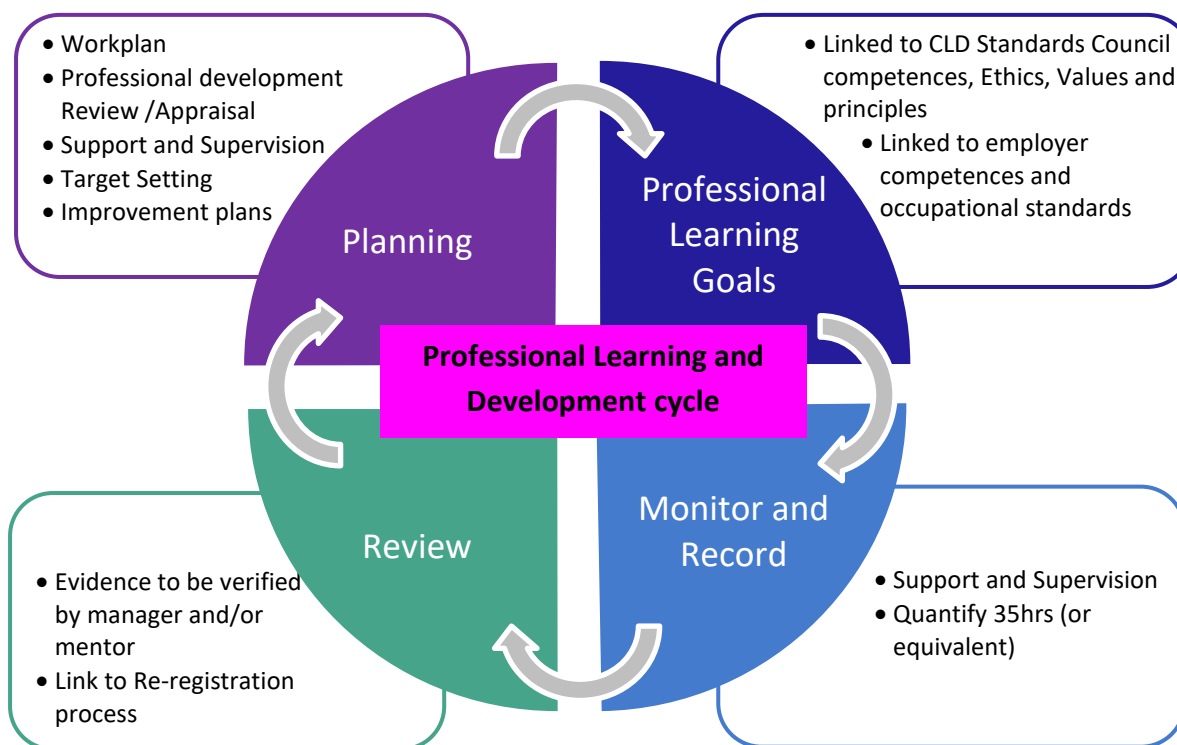 • Workplan
• Professional development
Review /Appraisal
• Support and Supervision
• Target Setting
• Improvement plans
• Linked to CLD Standards Council
competences, Ethics, Values and
principles
• Linked to employer
competences and
occupational standards
Planning
Professional
Learning
Goals
Professional Learning and
Development cycle
Review
Monitor and
Record
• Evidence to be verified
by manager and/or
mentor
• Link to Re-registration
process
• Support and Supervision
• Quantify 35hrs (or
equivalent)